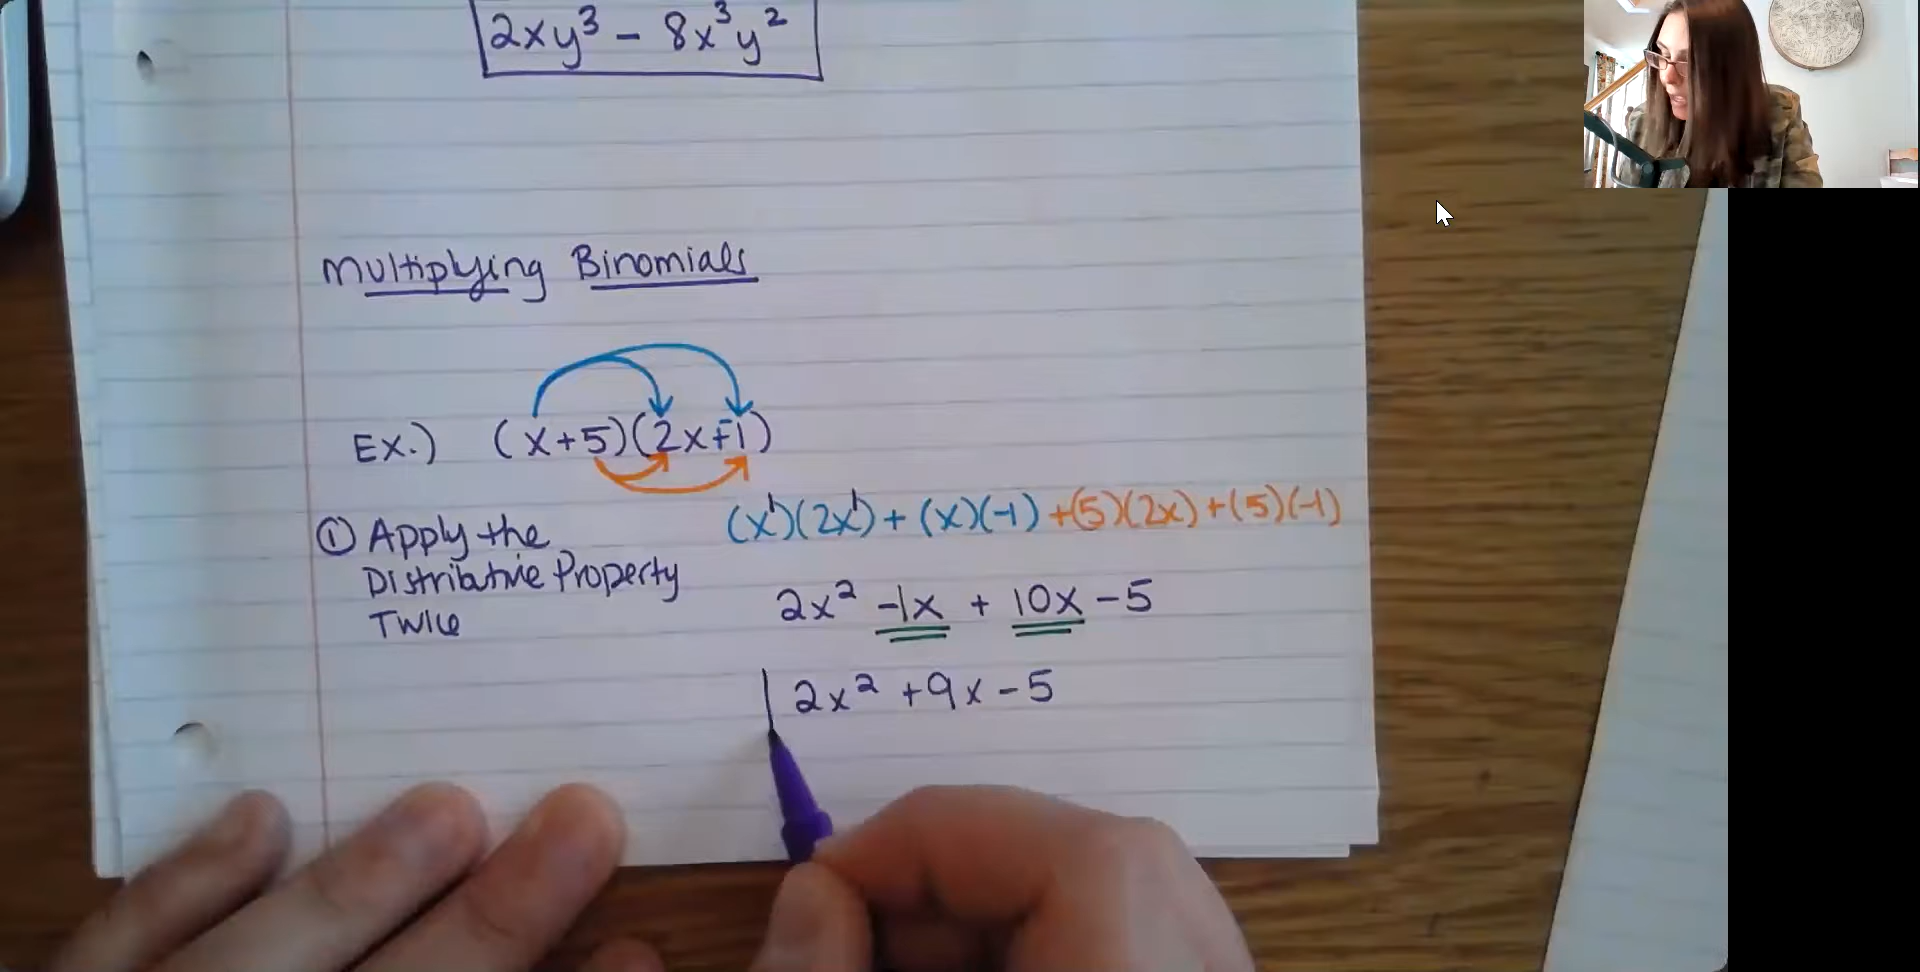 2xy³ - 8x³y²
Multiplying Binomials
Ex.) (x+5)(2x+-1)
① Apply the
Distributive Property
Twice
(x¹)(2x¹) + (x)(-1) +(5)(2x) + (5)(-1)
2x² -1x + 10x - 5
2x² +9x - 5